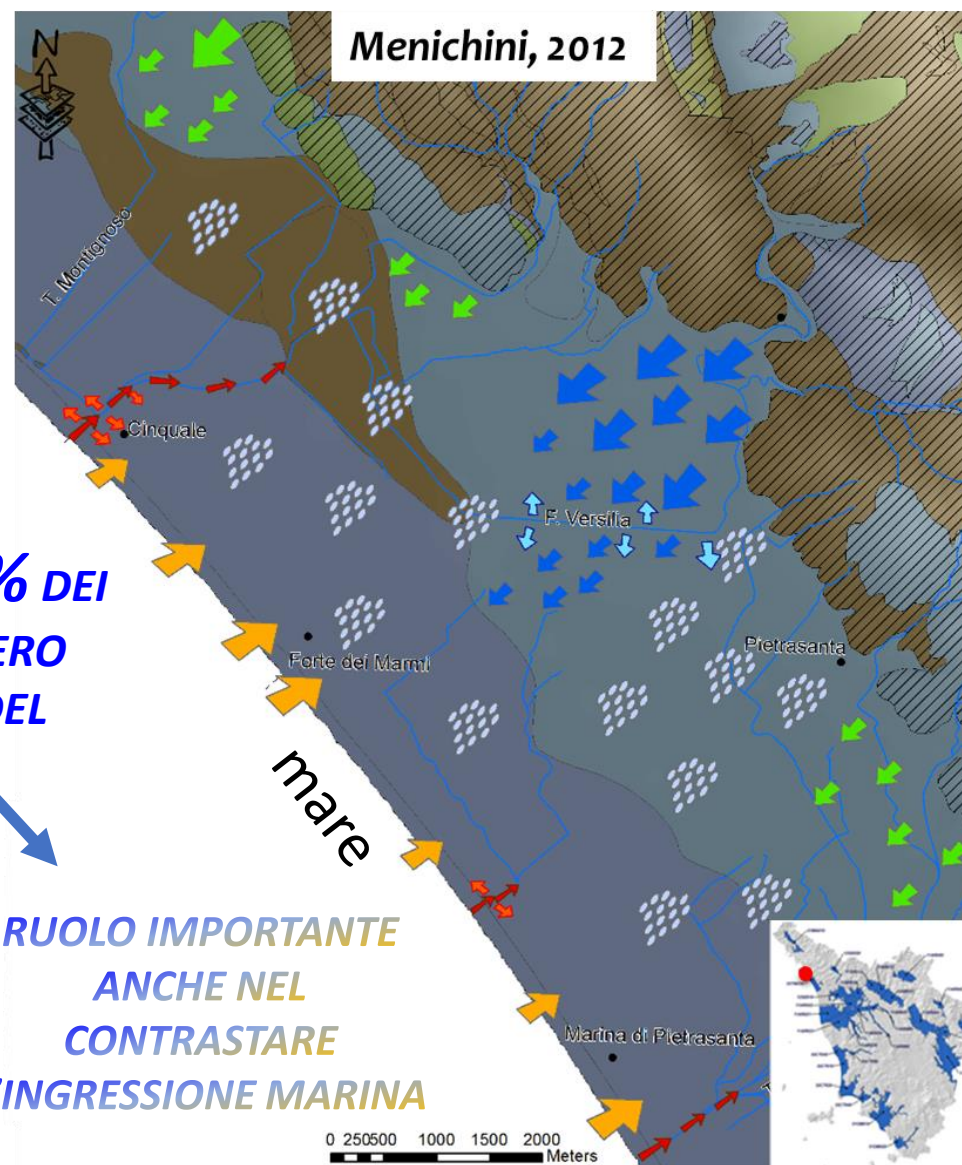 N
Menichini, 2012
T. Montignoso
Cinquale
F. Versilia
% DEI
ERO
DEL
Pietrasanta
Forte dei Marmi
mare
RUOLO IMPORTANTE
ANCHE NEL
CONTRASTARE
'INGRESSIONE MARINA
Marina di Pietrasanta
0 250500 1000 1500 2000
Meters